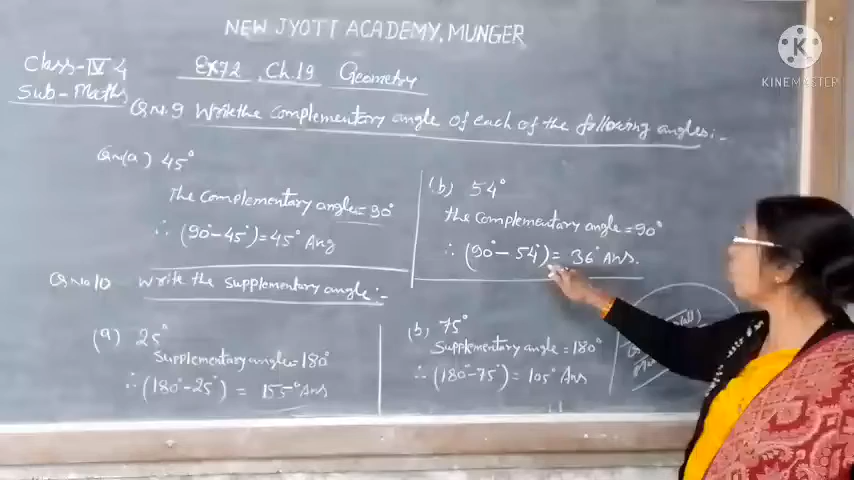 NEW JYOTI ACADEMY, MUNGER
K
KINEMASTER
Class-IV 4
Ex 72, Ch. 19 Geometry
Sub-Maths
Q.No.9 Write the complementary angle of each of the following angles:-
Q.No(a) 45°
The Complementary angle = 90°
∴ (90° - 45°) = 45° Ans
(b) 54°
The Complementary angle = 90°
∴ (90° - 54°) = 36° Ans.
Q.No.10 Write the supplementary angle:-
(a) 25°
Supplementary angle = 180°
∴ (180° - 25°) = 155° Ans
(b) 75°
Supplementary angle = 180°
∴ (180° - 75°) = 105° Ans